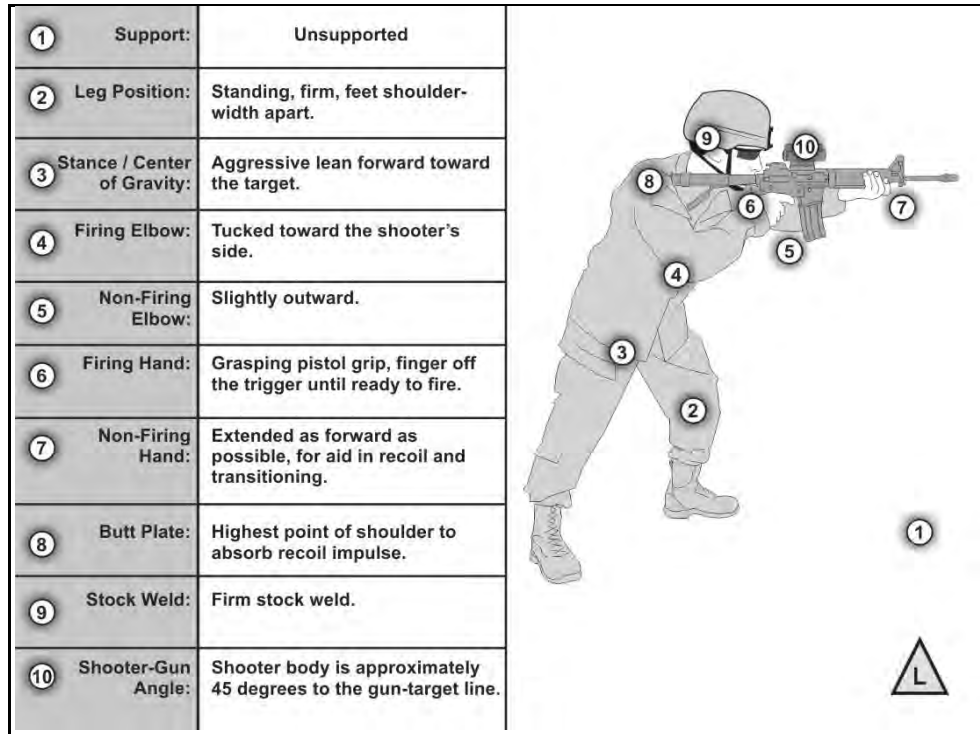 1 Support: Unsupported
2 Leg Position: Standing, firm, feet shoulder-
width apart.
3 Stance / Center
of Gravity: Aggressive lean forward toward
the target.
4 Firing Elbow: Tucked toward the shooter's
side.
5 Non-Firing
Elbow: Slightly outward.
6 Firing Hand: Grasping pistol grip, finger off
the trigger until ready to fire.
7 Non-Firing
Hand: Extended as forward as
possible, for aid in recoil and
transitioning.
8 Butt Plate: Highest point of shoulder to
absorb recoil impulse.
9 Stock Weld: Firm stock weld.
10 Shooter-Gun
Angle: Shooter body is approximately
45 degrees to the gun-target line.
9
10
8
6
7
5
4
3
2
1
L